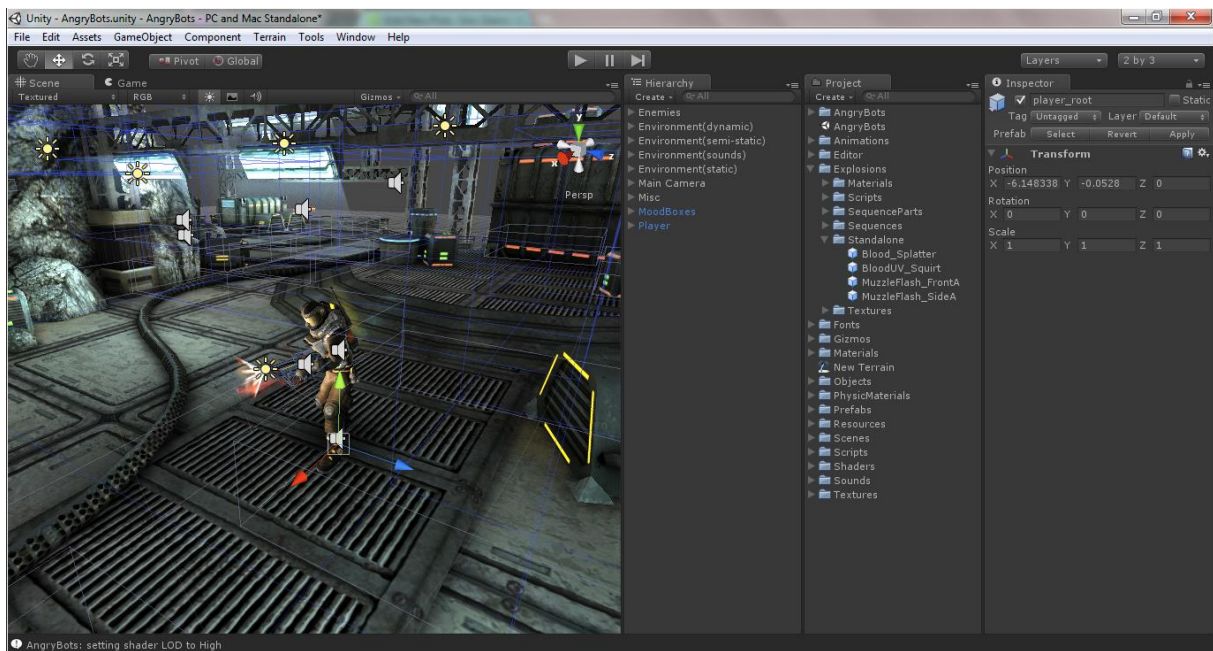 Unity - AngryBots.unity - AngryBots - PC and Mac Standalone*
File Edit Assets GameObject Component Terrain Tools Window Help
Pivot Global Layers 2 by 3
Scene Game
Textured RGB Gizmos All
y
x z
Persp
Hierarchy
Create All
Enemies
Environment(dynamic)
Environment(semi-static)
Environment(sounds)
Environment(static)
Main Camera
Misc
MoodBoxes
Player
Project
Create All
AngryBots
AngryBots
Animations
Editor
Explosions
Materials
Scripts
SequenceParts
Sequences
Standalone
Blood_Splatter
BloodUV_Squirt
MuzzleFlash_FrontA
MuzzleFlash_SideA
Textures
Fonts
Gizmos
Materials
New Terrain
Objects
PhysicMaterials
Prefabs
Resources
Scenes
Scripts
Shaders
Sounds
Textures
Inspector
player_root Static
Tag Untagged Layer Default
Prefab Select Revert Apply
Transform
Position
X -6.148338 Y -0.0528 Z 0
Rotation
X 0 Y 0 Z 0
Scale
X 1 Y 1 Z 1
AngryBots: setting shader LOD to High